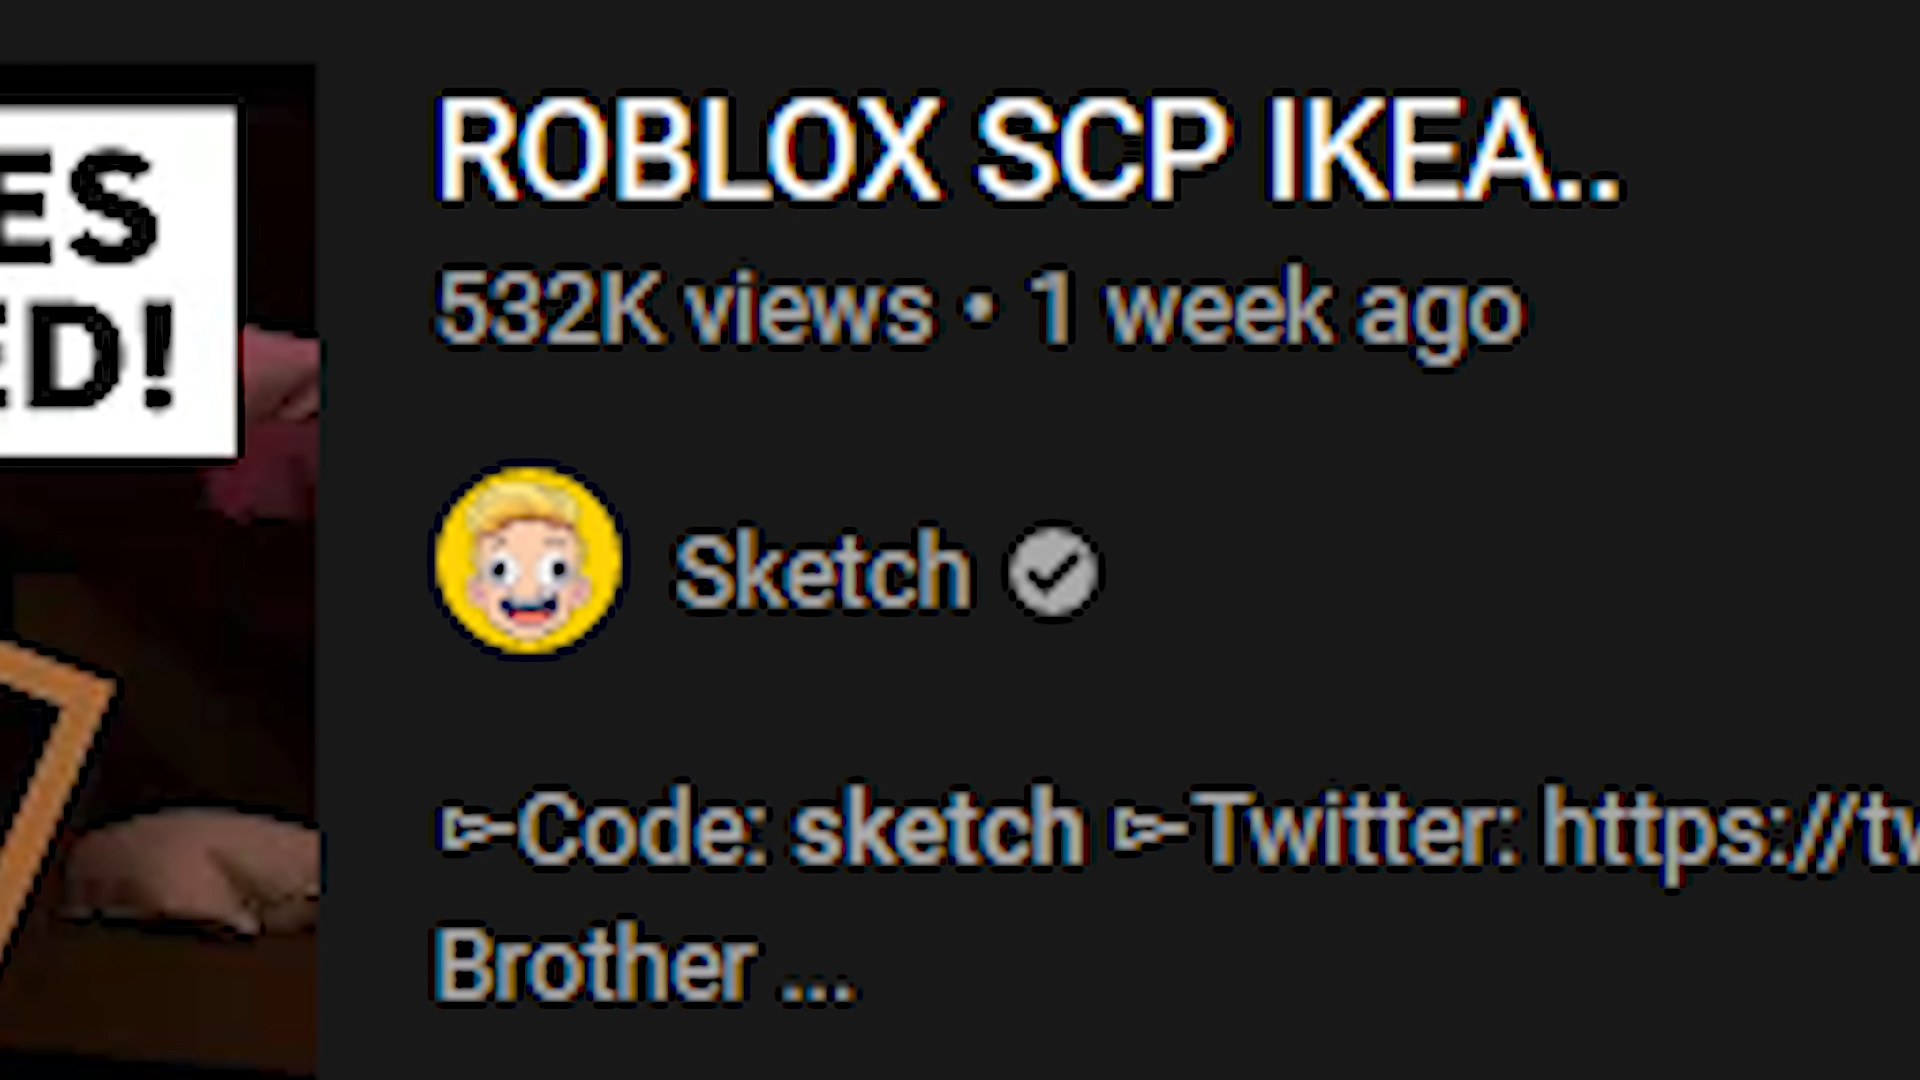 ES
ED!
ROBLOX SCP IKEA..
532K views • 1 week ago
Sketch
▻Code: sketch ▻Twitter: https://tw
Brother ...